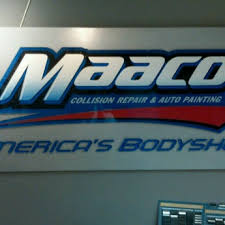 MAACO
COLLISION REPAIR & AUTO PAINTING
MERICA'S BODYSH